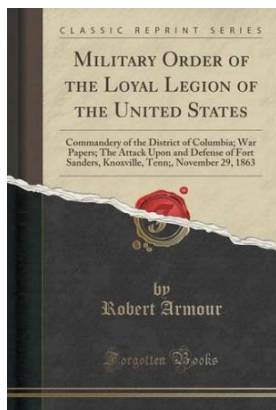 CLASSIC REPRINT SERIES
MILITARY ORDER OF
THE LOYAL LEGION OF
THE UNITED STATES
Commandery of the District of Columbia; War
Papers; The Attack Upon and Defense of Fort
Sanders, Knoxville, Tenn;, November 29, 1863
by
Robert Armour
Forgotten Books